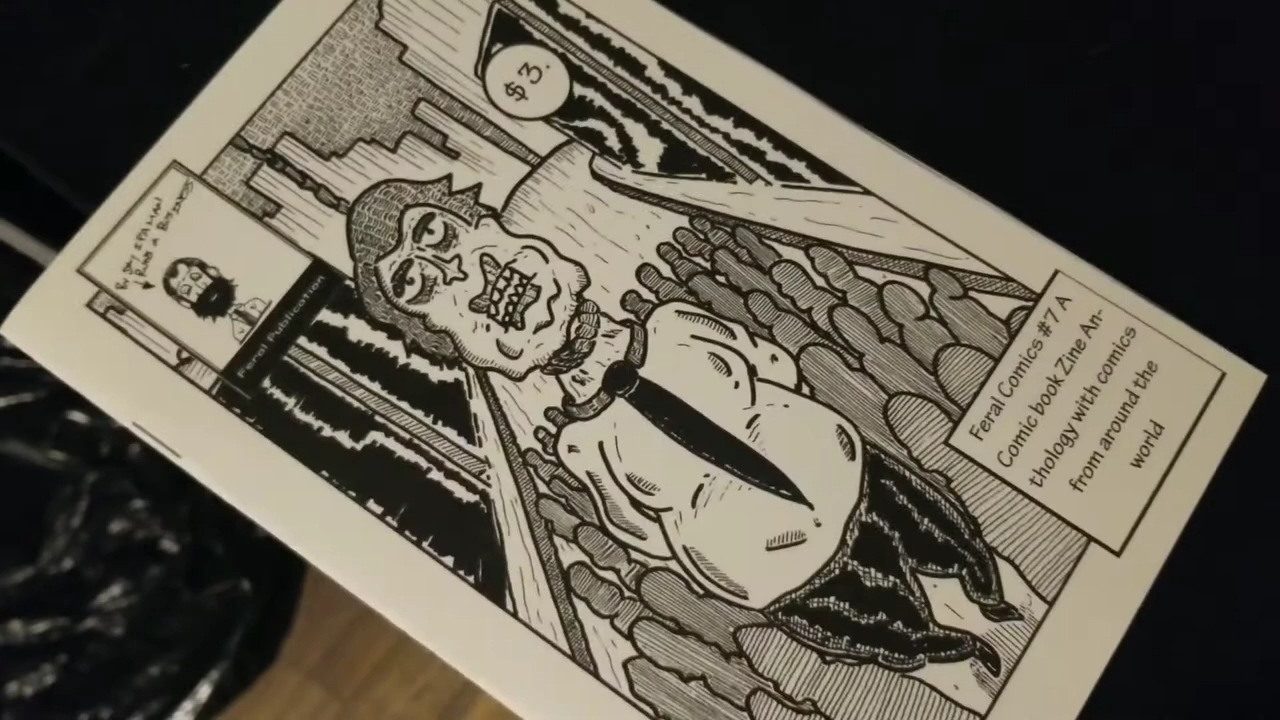 $3.
Feral Publication
Feral Comics #7 A
Comic book Zine An-
thology with comics
from around the
world